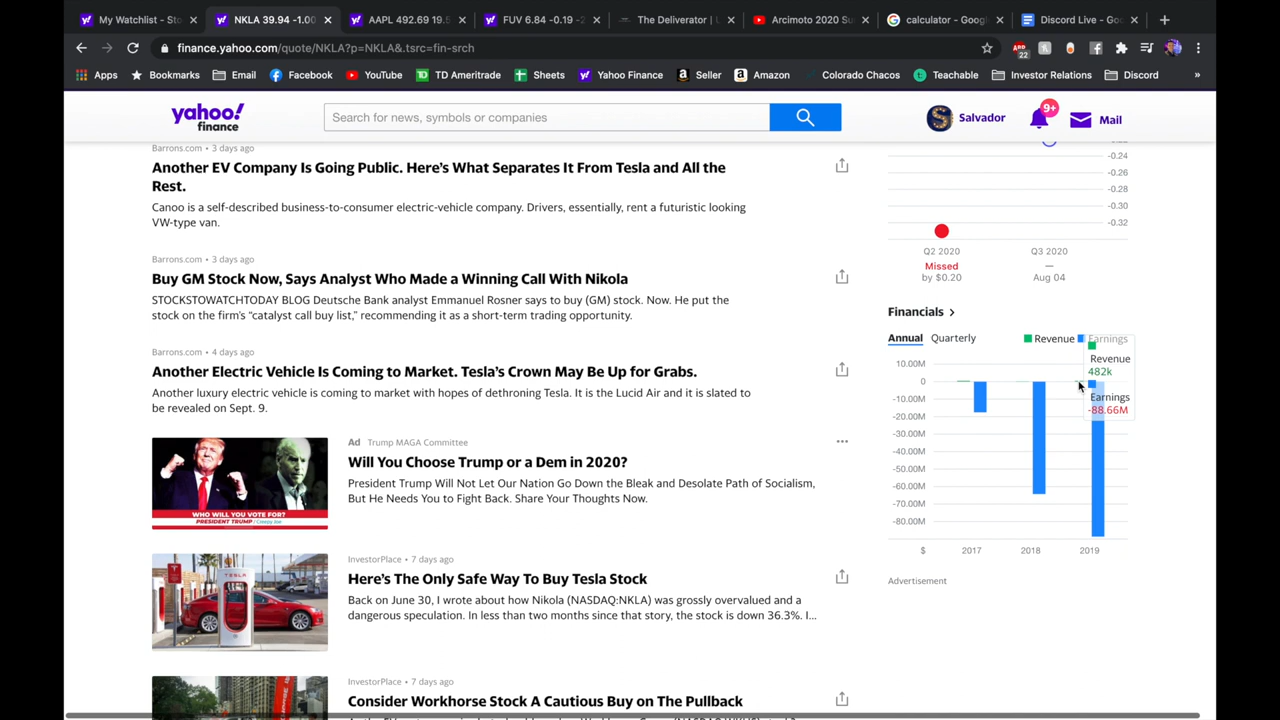 My Watchlist - Sto
NKLA 39.94 -1.00
AAPL 492.69 19.5
FUV 6.84 -0.19 -2
The Deliverator | L
Arcimoto 2020 Su
calculator - Googl
Discord Live - Goo
finance.yahoo.com/quote/NKLA?p=NKLA&.tsrc=fin-srch
ABP
22
Apps
Bookmarks
Email
Facebook
YouTube
TD Ameritrade
Sheets
Yahoo Finance
Seller
Amazon
Colorado Chacos
Teachable
Investor Relations
Discord
»
yahoo!
finance
Search for news, symbols or companies
Salvador
9+
Mail
Barrons.com • 3 days ago
Another EV Company Is Going Public. Here's What Separates It From Tesla and All the
Rest.
Canoo is a self-described business-to-consumer electric-vehicle company. Drivers, essentially, rent a futuristic looking
VW-type van.
Barrons.com • 3 days ago
Buy GM Stock Now, Says Analyst Who Made a Winning Call With Nikola
STOCKSTOWATCHTODAY BLOG Deutsche Bank analyst Emmanuel Rosner says to buy (GM) stock. Now. He put the
stock on the firm's "catalyst call buy list," recommending it as a short-term trading opportunity.
Barrons.com • 4 days ago
Another Electric Vehicle Is Coming to Market. Tesla's Crown May Be Up for Grabs.
Another luxury electric vehicle is coming to market with hopes of dethroning Tesla. It is the Lucid Air and it is slated to
be revealed on Sept. 9.
Ad Trump MAGA Committee
Will You Choose Trump or a Dem in 2020?
President Trump Will Not Let Our Nation Go Down the Bleak and Desolate Path of Socialism,
But He Needs You to Fight Back. Share Your Thoughts Now.
WHO WILL YOU VOTE FOR?
PRESIDENT TRUMP / Creepy Joe
InvestorPlace • 7 days ago
Here's The Only Safe Way To Buy Tesla Stock
Back on June 30, I wrote about how Nikola (NASDAQ:NKLA) was grossly overvalued and a
dangerous speculation. In less than two months since that story, the stock is down 36.3%. I...
TESLA
InvestorPlace • 7 days ago
Consider Workhorse Stock A Cautious Buy on The Pullback
-0.24
-0.26
-0.28
-0.30
-0.32
Q2 2020
Q3 2020
Missed
by $0.20
—
Aug 04
Financials
Annual
Quarterly
Revenue
Earnings
Revenue
482k
Earnings
-88.66M
10.00M
0
-10.00M
-20.00M
-30.00M
-40.00M
-50.00M
-60.00M
-70.00M
-80.00M
$
2017
2018
2019
Advertisement